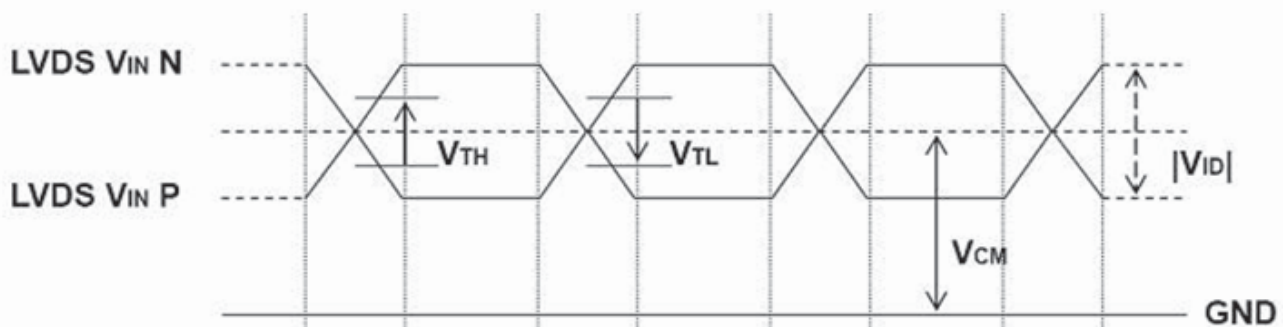 LVDS VIN N
VTH
VTL
|VID|
LVDS VIN P
VCM
GND